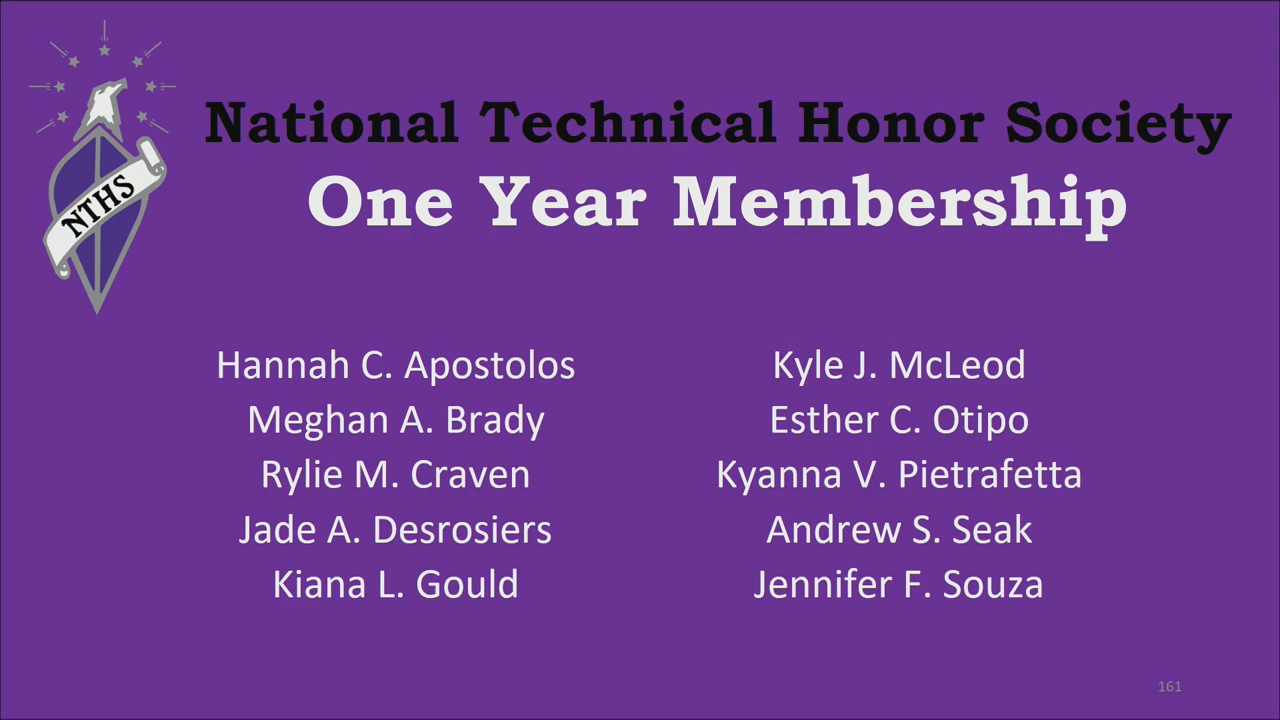 NTHS
National Technical Honor Society
One Year Membership
Hannah C. Apostolos
Meghan A. Brady
Rylie M. Craven
Jade A. Desrosiers
Kiana L. Gould
Kyle J. McLeod
Esther C. Otipo
Kyanna V. Pietrafetta
Andrew S. Seak
Jennifer F. Souza
161